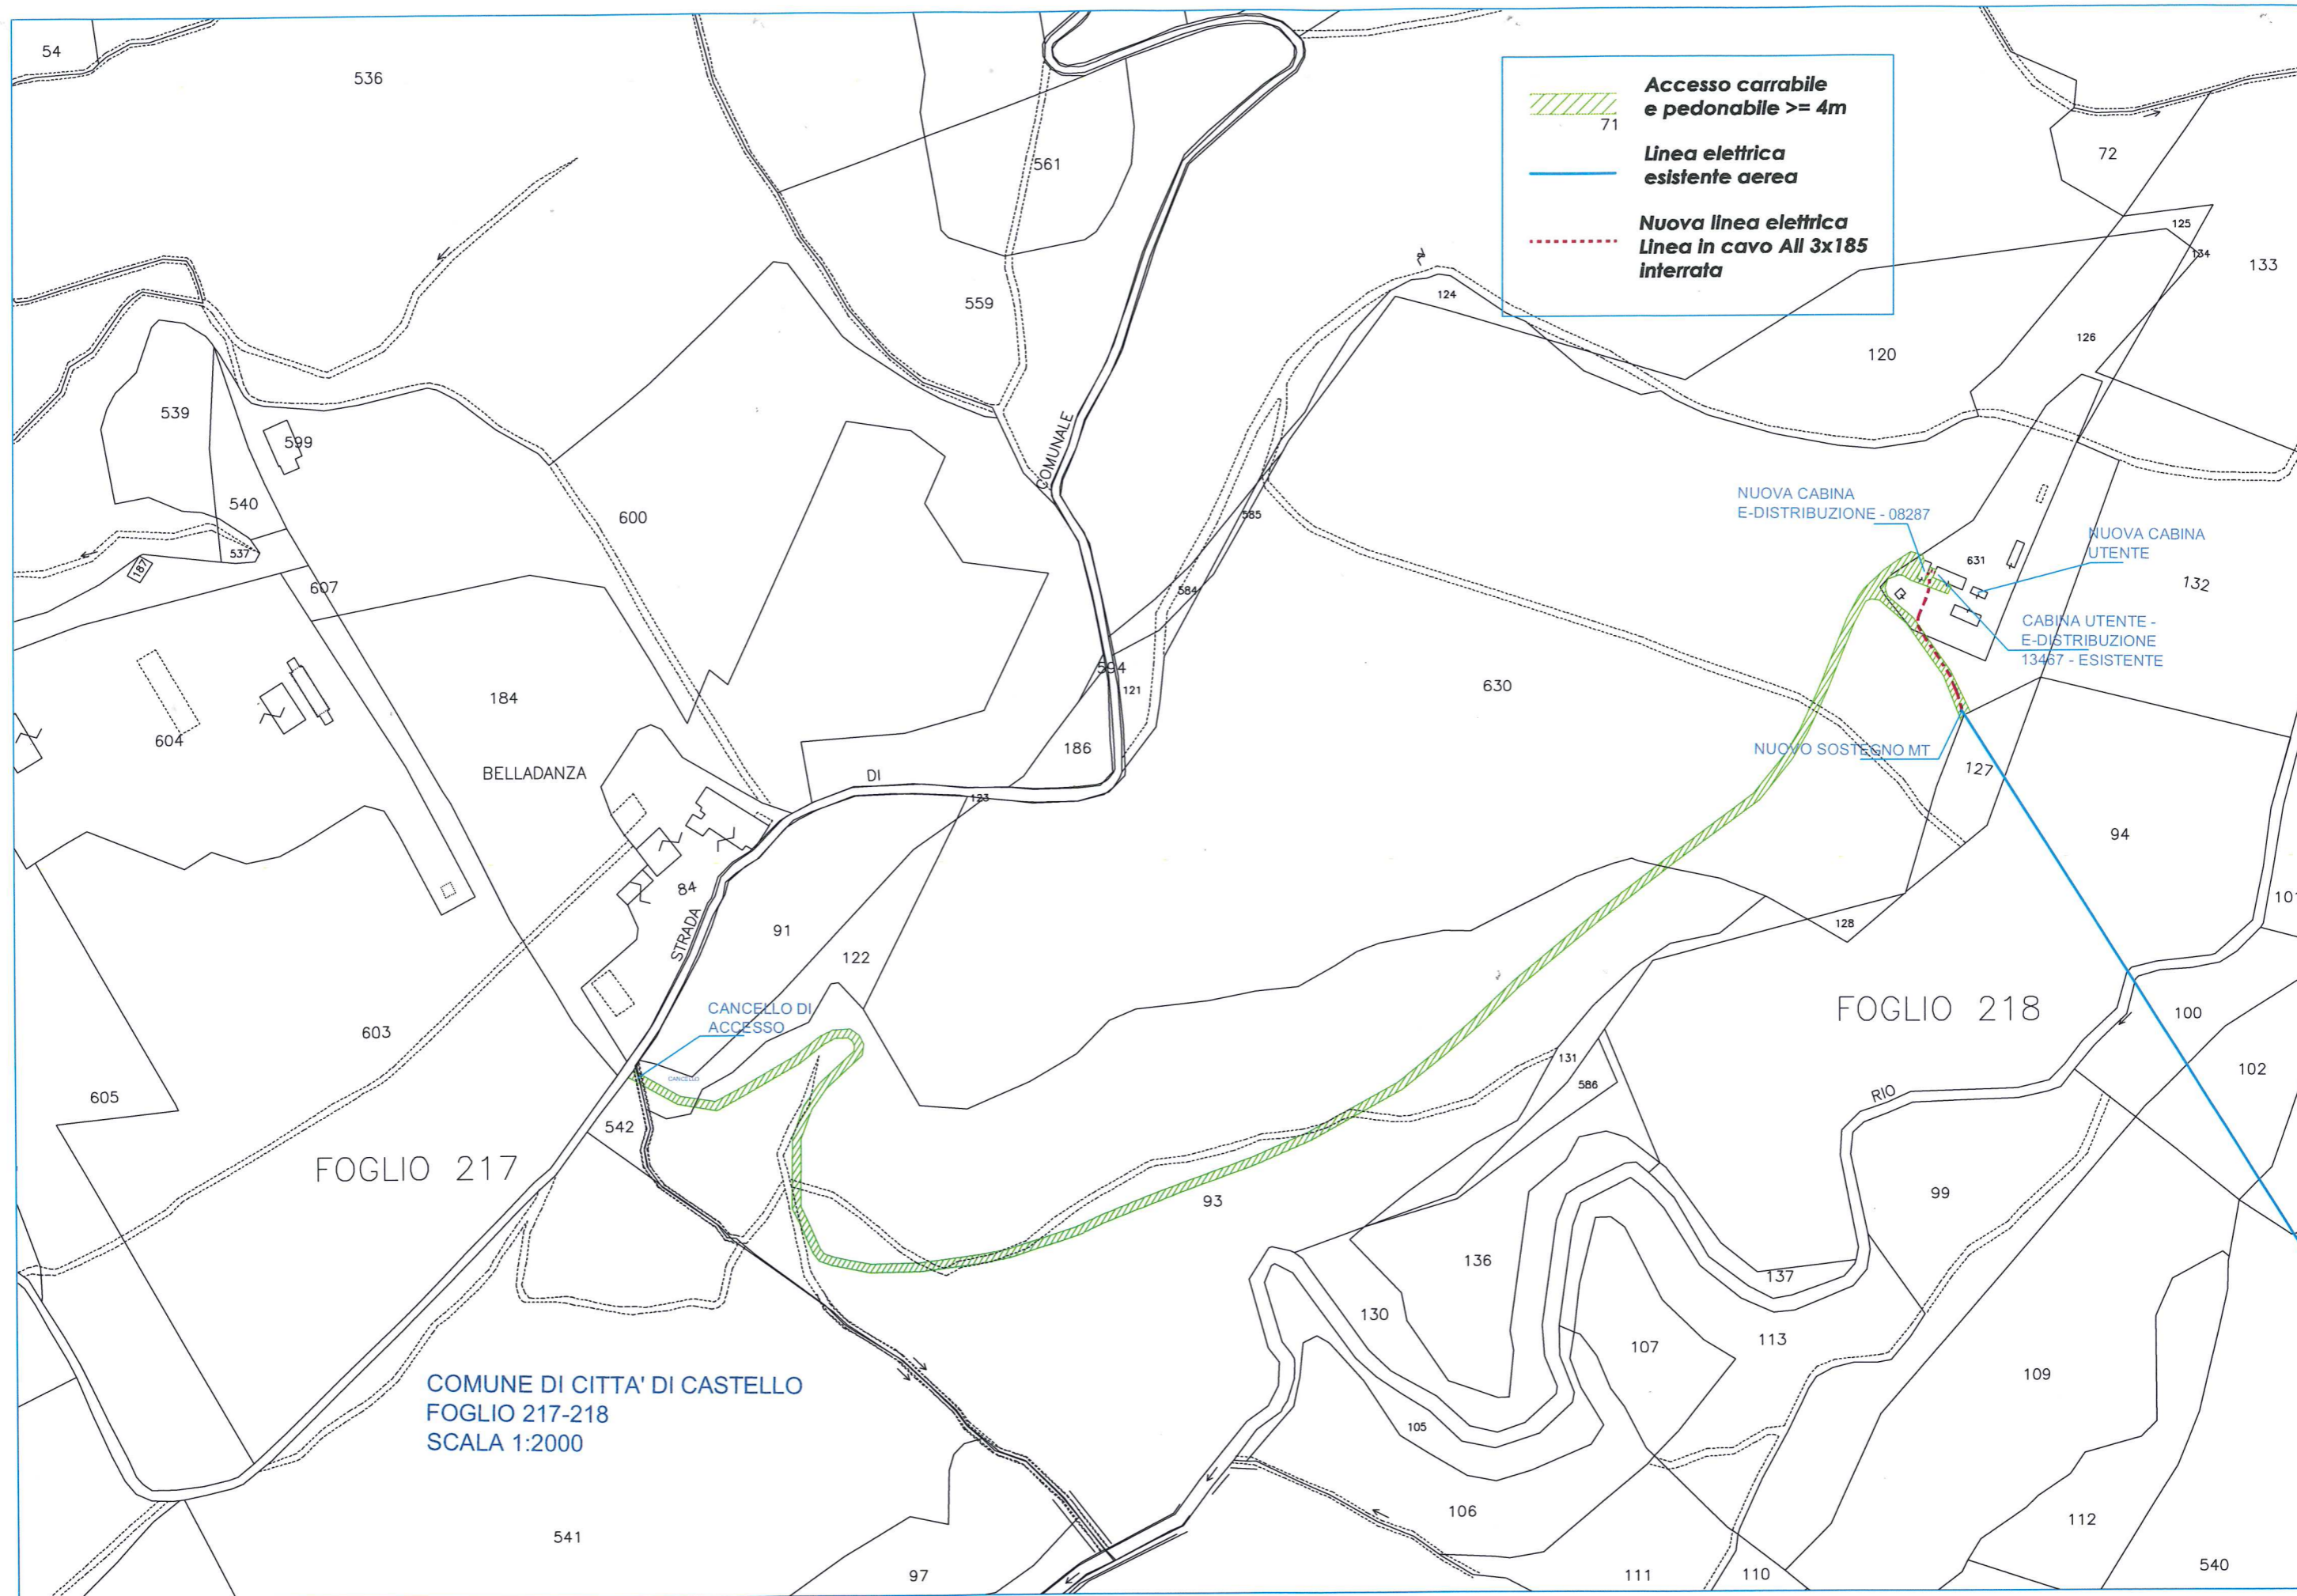 54
536
561
559
Accesso carrabile
e pedonabile >= 4m
71
Linea elettrica
esistente aerea
Nuova linea elettrica
Linea in cavo All 3x185
interrata
72
125
134
133
124
126
120
539
599
540
537
187
607
600
COMUNALE
585
584
594
121
186
NUOVA CABINA
E-DISTRIBUZIONE - 08287
NUOVA CABINA
UTENTE
631
132
CABINA UTENTE -
E-DISTRIBUZIONE
13467 - ESISTENTE
630
NUOVO SOSTEGNO MT
127
94
101
184
604
BELLADANZA
DI
123
84
STRADA
91
122
128
CANCELLO DI
ACCESSO
CANCELLO
FOGLIO 218
100
102
603
605
542
131
586
RIO
FOGLIO 217
93
99
136
137
130
107
113
109
105
COMUNE DI CITTA' DI CASTELLO
FOGLIO 217-218
SCALA 1:2000
106
112
541
97
111
110
540